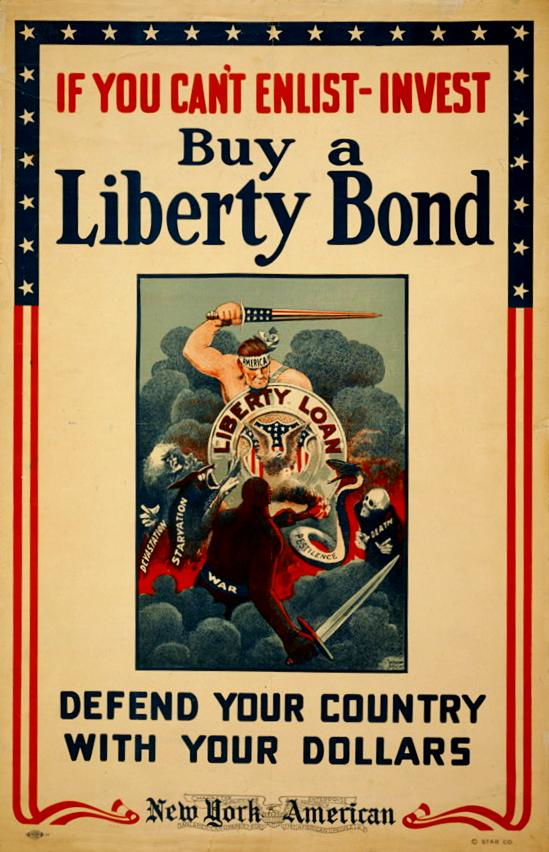 IF YOU CAN'T ENLIST-INVEST
Buy a
Liberty Bond
AMERICA
LIBERTY LOAN
DEVASTATION
STARVATION
PESTILENCE
DEATH
WAR
DEFEND YOUR COUNTRY
WITH YOUR DOLLARS
New York American
© STAR CO.